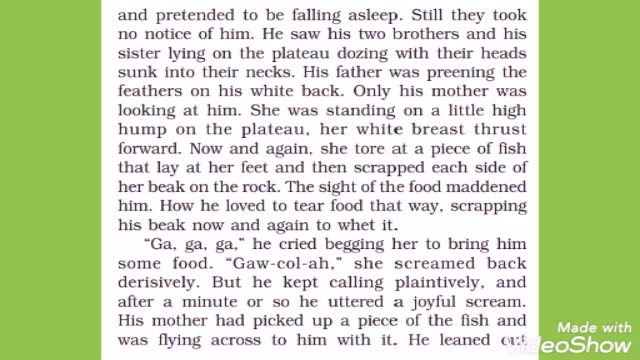 and pretended to be falling asleep. Still they took
no notice of him. He saw his two brothers and his
sister lying on the plateau dozing with their heads
sunk into their necks. His father was preening the
feathers on his white back. Only his mother was
looking at him. She was standing on a little high
hump on the plateau, her white breast thrust
forward. Now and again, she tore at a piece of fish
that lay at her feet and then scrapped each side of
her beak on the rock. The sight of the food maddened
him. How he loved to tear food that way, scrapping
his beak now and again to whet it.
“Ga, ga, ga,” he cried begging her to bring him
some food. “Gaw-col-ah,” she screamed back
derisively. But he kept calling plaintively, and
after a minute or so he uttered a joyful scream.
His mother had picked up a piece of the fish and
was flying across to him with it. He leaned out
Made with
VideoShow